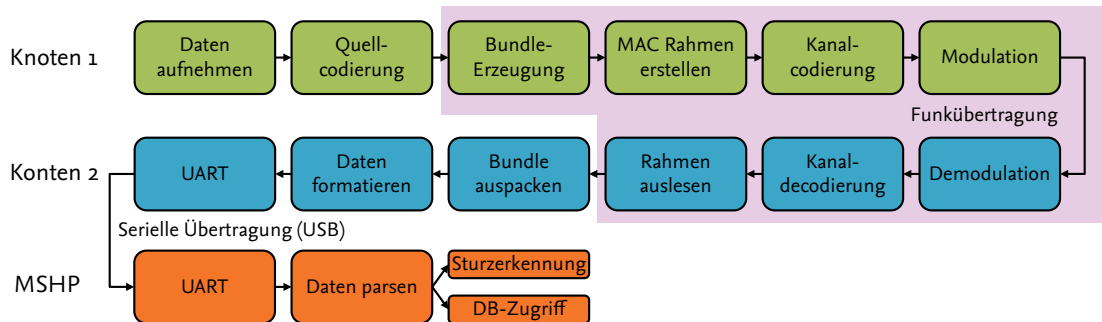 Knoten 1
Daten
aufnehmen
Quell-
codierung
Bundle-
Erzeugung
MAC Rahmen
erstellen
Kanal-
codierung
Modulation
Funkübertragung
Konten 2
UART
Daten
formatieren
Bundle
auspacken
Rahmen
auslesen
Kanal-
decodierung
Demodulation
Serielle Übertragung (USB)
MSHP
UART
Daten parsen
Sturzerkennung
DB-Zugriff